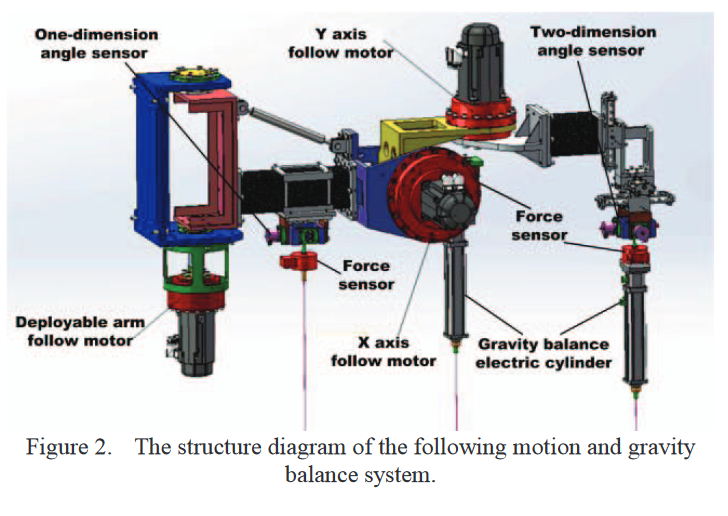 One-dimension
angle sensor
Y axis
follow motor
Two-dimension
angle sensor
Force
sensor
Force
sensor
Deployable arm
follow motor
X axis
follow motor
Gravity balance
electric cylinder
Figure 2. The structure diagram of the following motion and gravity
balance system.